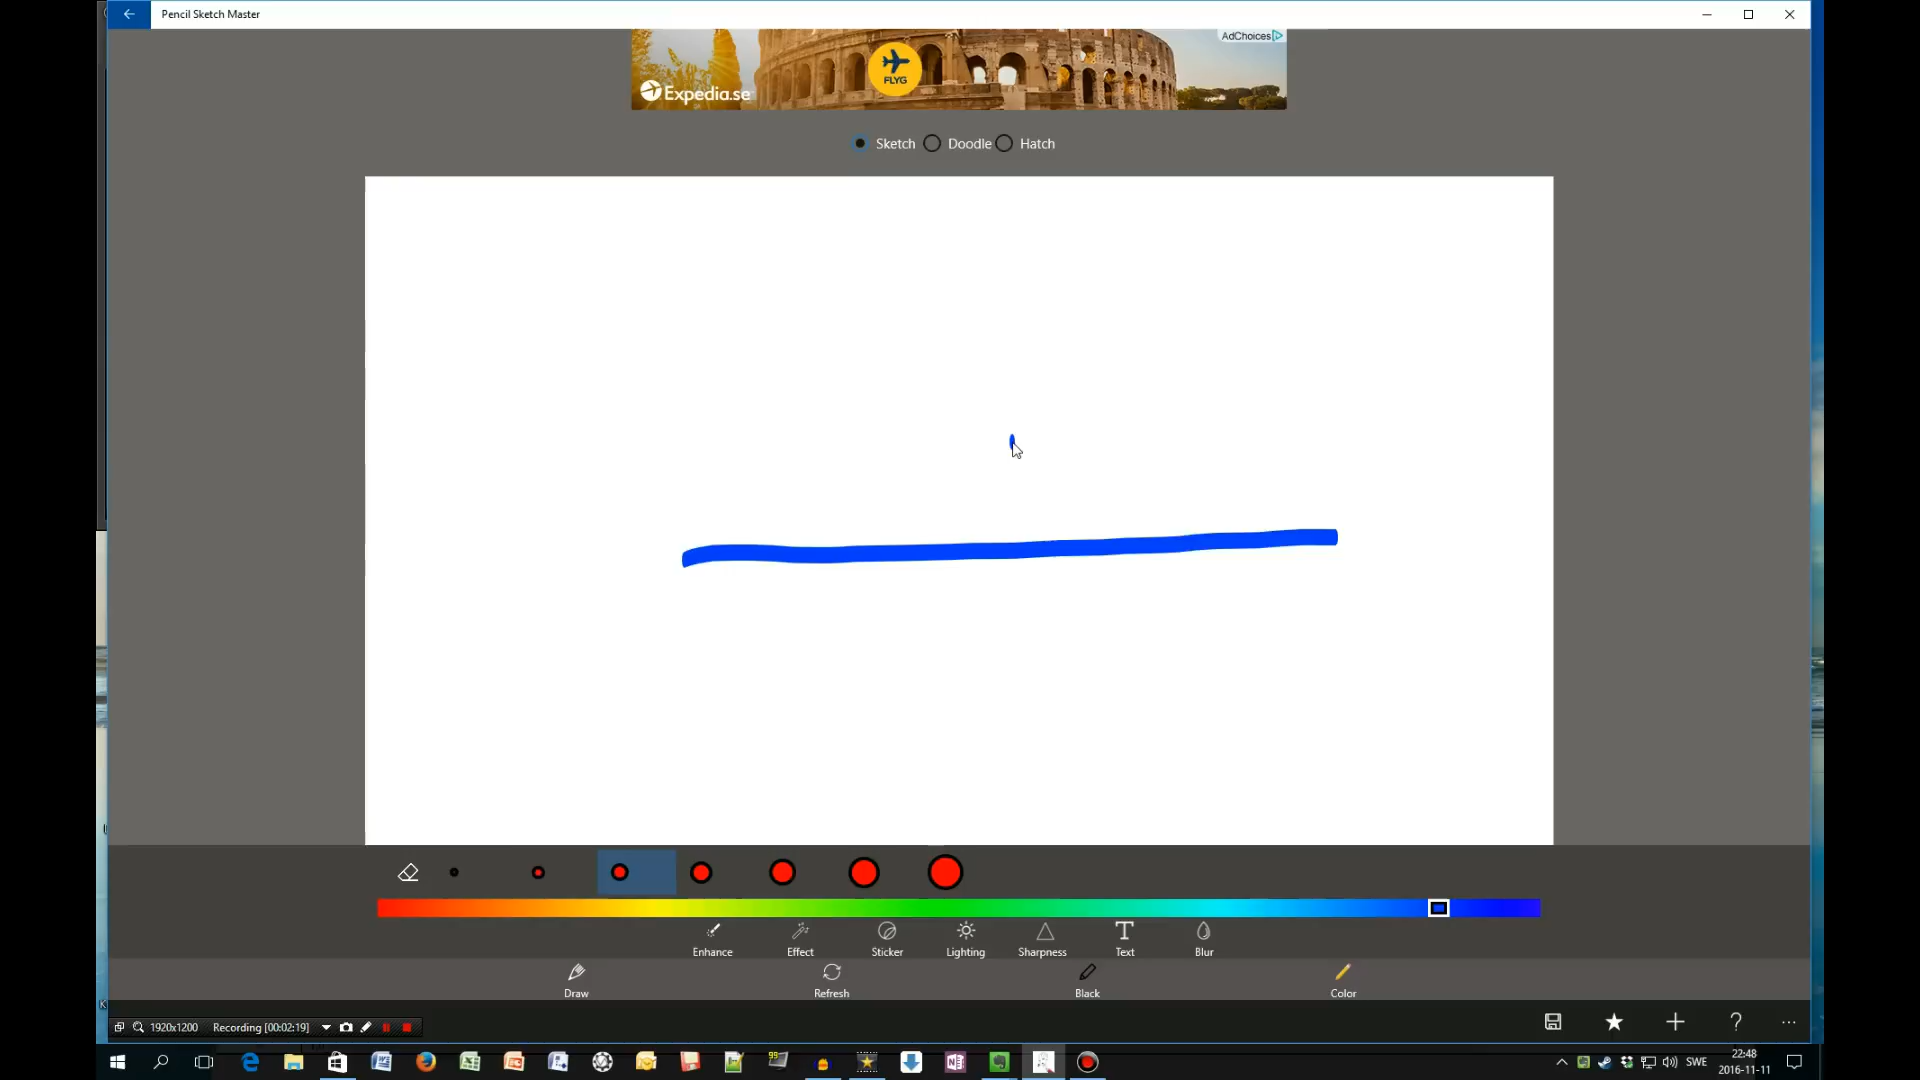 Pencil Sketch Master
AdChoices
FLYG
Expedia.se
Sketch Doodle Hatch
Enhance Effect Sticker Lighting Sharpness Text Blur
Draw Refresh Black Color
1920x1200 Recording [00:02:19]
99
SWE
22:48
2016-11-11